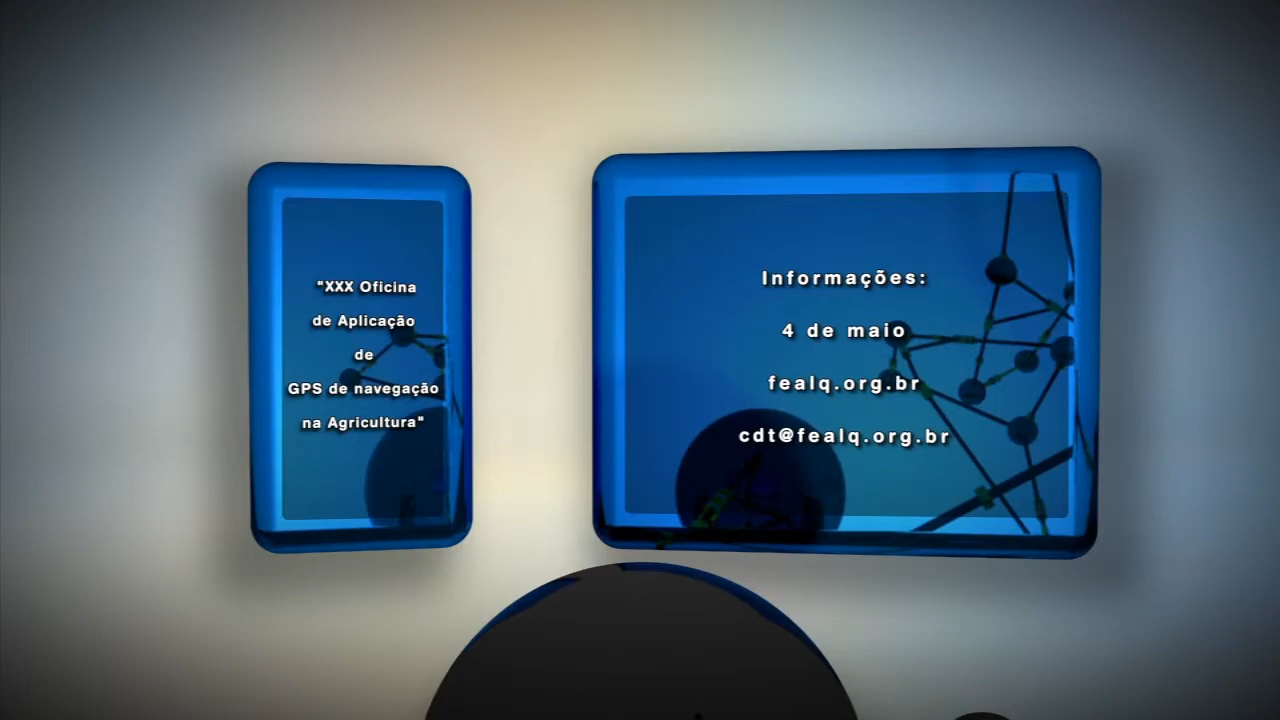 "XXX Oficina
de Aplicação
de
GPS de navegação
na Agricultura"
Informações:
4 de maio
fealq.org.br
cdt@fealq.org.br